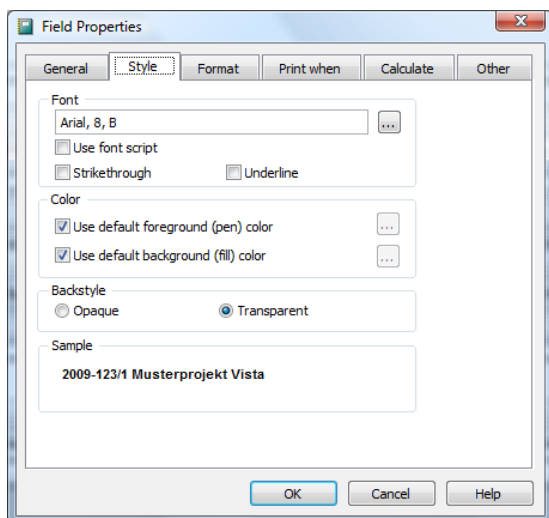 Field Properties
General Style Format Print when Calculate Other
Font
Arial, 8, B
...
Use font script
Strikethrough Underline
Color
Use default foreground (pen) color ...
Use default background (fill) color ...
Backstyle
Opaque Transparent
Sample
2009-123/1 Musterprojekt Vista
OK Cancel Help